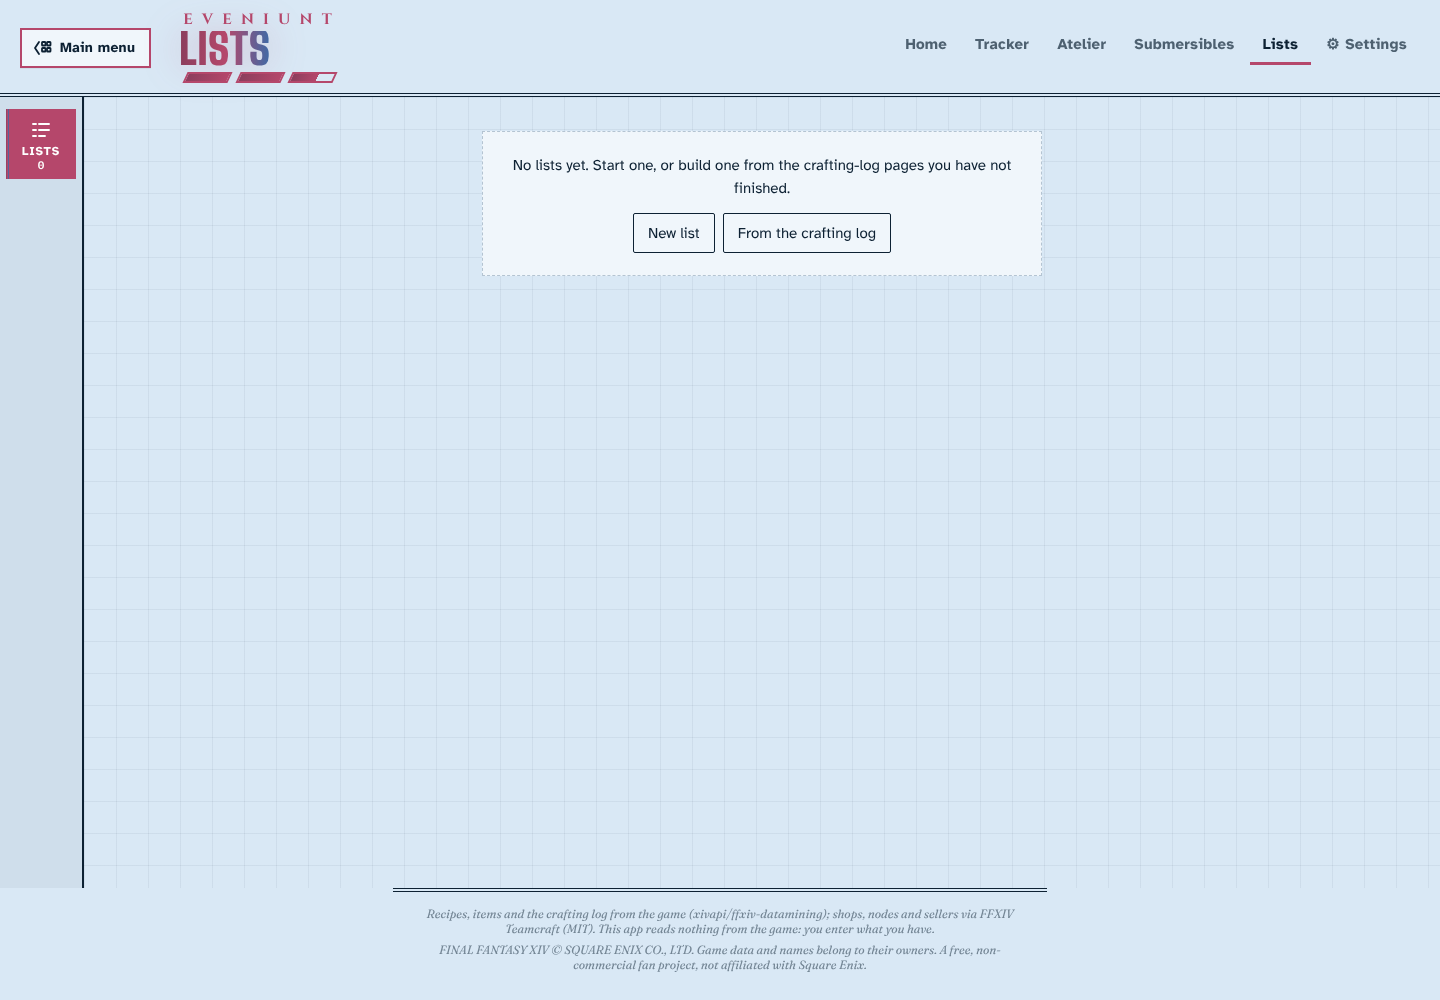 Main menu
EVENIUNT
LISTS
Home
Tracker
Atelier
Submersibles
Lists
⚙ Settings
LISTS
0
No lists yet. Start one, or build one from the crafting-log pages you have not
finished.
New list
From the crafting log
Recipes, items and the crafting log from the game (xivapi/ffxiv-datamining); shops, nodes and sellers via FFXIV
Teamcraft (MIT). This app reads nothing from the game: you enter what you have.
FINAL FANTASY XIV © SQUARE ENIX CO., LTD. Game data and names belong to their owners. A free, non-
commercial fan project, not affiliated with Square Enix.